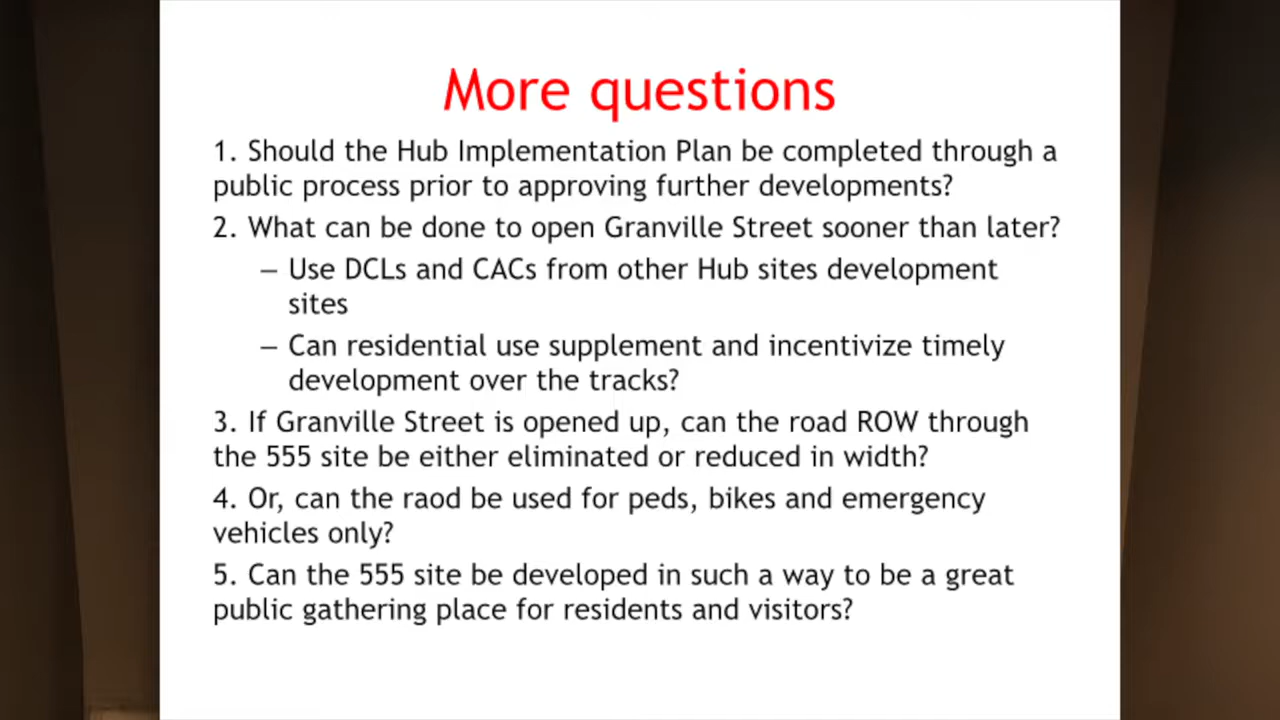 More questions
1. Should the Hub Implementation Plan be completed through a
public process prior to approving further developments?
2. What can be done to open Granville Street sooner than later?
– Use DCLs and CACs from other Hub sites development
sites
– Can residential use supplement and incentivize timely
development over the tracks?
3. If Granville Street is opened up, can the road ROW through
the 555 site be either eliminated or reduced in width?
4. Or, can the raod be used for peds, bikes and emergency
vehicles only?
5. Can the 555 site be developed in such a way to be a great
public gathering place for residents and visitors?